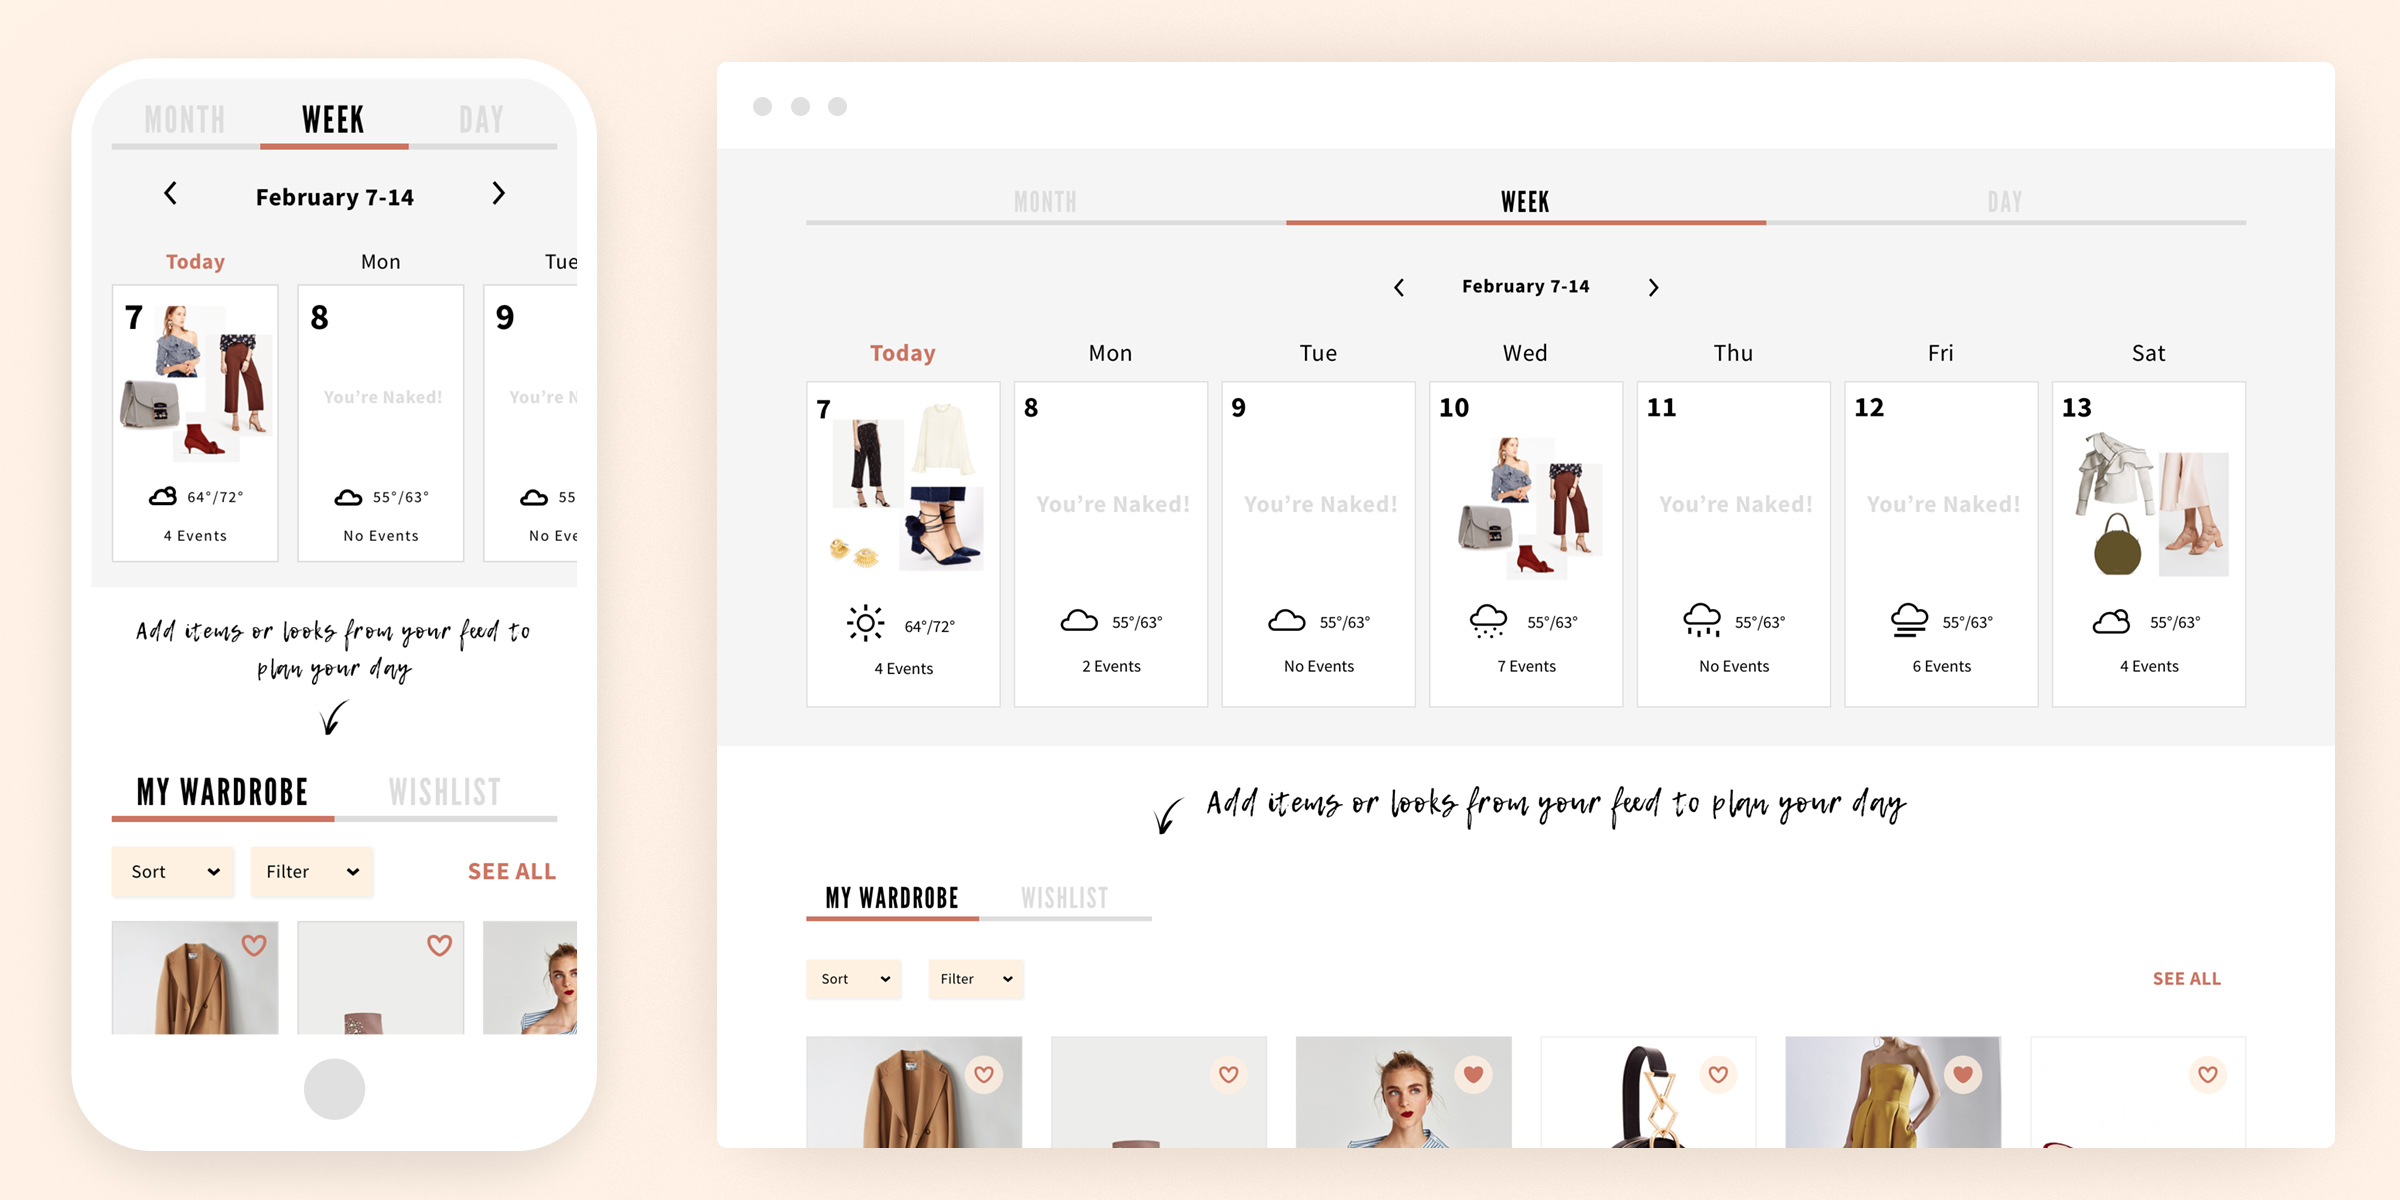 MONTH WEEK DAY
February 7-14
Today Mon Tue
7 8 9
You're Naked! You're N
64°/72° 55°/63° 55
4 Events No Events No Eve
Add items or looks from your feed to
plan your day
MY WARDROBE WISHLIST
Sort Filter SEE ALL
MONTH WEEK DAY
February 7-14
Today Mon Tue Wed Thu Fri Sat
7 8 9 10 11 12 13
You're Naked! You're Naked! You're Naked! You're Naked!
64°/72° 55°/63° 55°/63° 55°/63° 55°/63° 55°/63° 55°/63°
4 Events 2 Events No Events 7 Events No Events 6 Events 4 Events
Add items or looks from your feed to plan your day
MY WARDROBE WISHLIST
Sort Filter SEE ALL